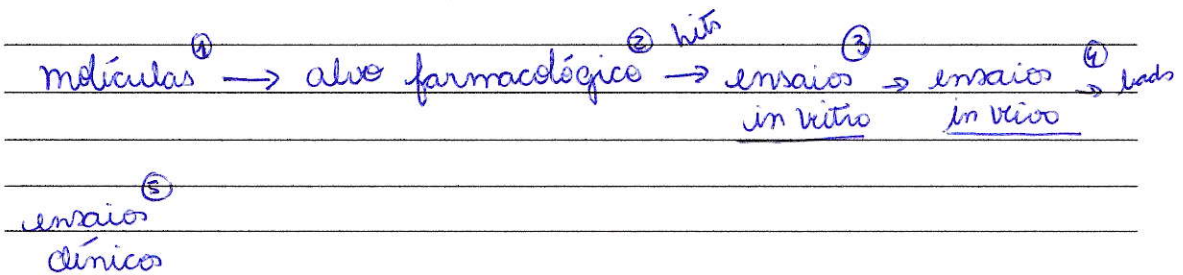 moléculas ① → alvo farmacológico ② hits → ensaios ③ → ensaios ④ → leads
in vitro in vivo
ensaios ⑤
clínicos